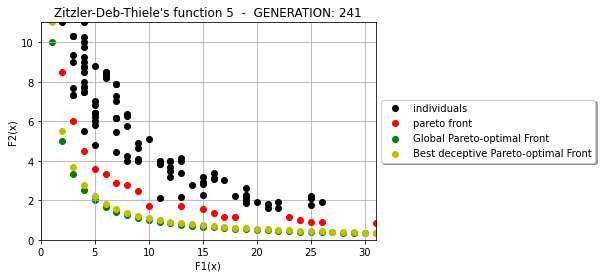 Zitzler-Deb-Thiele's function 5 - GENERATION: 241
10
8
6
4
2
0
F2(x)
0 5 10 15 20 25 30
F1(x)
individuals
pareto front
Global Pareto-optimal Front
Best deceptive Pareto-optimal Front